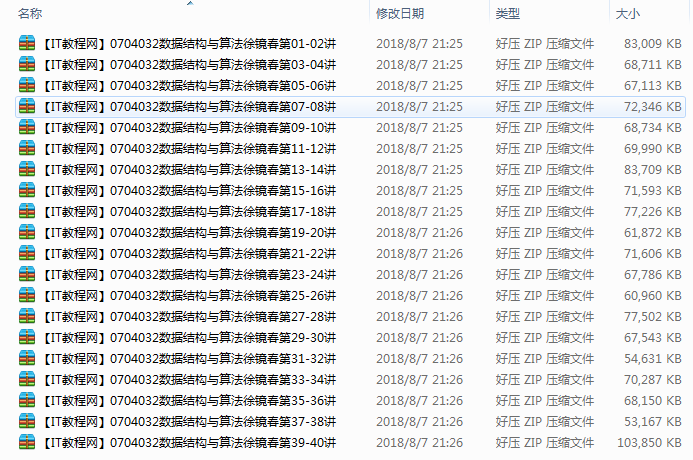 名称 修改日期 类型 大小
【IT教程网】0704032数据结构与算法徐镜春第01-02讲 2018/8/7 21:25 好压 ZIP 压缩文件 83,009 KB
【IT教程网】0704032数据结构与算法徐镜春第03-04讲 2018/8/7 21:25 好压 ZIP 压缩文件 68,711 KB
【IT教程网】0704032数据结构与算法徐镜春第05-06讲 2018/8/7 21:25 好压 ZIP 压缩文件 67,113 KB
【IT教程网】0704032数据结构与算法徐镜春第07-08讲 2018/8/7 21:25 好压 ZIP 压缩文件 72,346 KB
【IT教程网】0704032数据结构与算法徐镜春第09-10讲 2018/8/7 21:25 好压 ZIP 压缩文件 68,734 KB
【IT教程网】0704032数据结构与算法徐镜春第11-12讲 2018/8/7 21:25 好压 ZIP 压缩文件 69,990 KB
【IT教程网】0704032数据结构与算法徐镜春第13-14讲 2018/8/7 21:25 好压 ZIP 压缩文件 83,709 KB
【IT教程网】0704032数据结构与算法徐镜春第15-16讲 2018/8/7 21:25 好压 ZIP 压缩文件 71,593 KB
【IT教程网】0704032数据结构与算法徐镜春第17-18讲 2018/8/7 21:25 好压 ZIP 压缩文件 77,226 KB
【IT教程网】0704032数据结构与算法徐镜春第19-20讲 2018/8/7 21:26 好压 ZIP 压缩文件 61,872 KB
【IT教程网】0704032数据结构与算法徐镜春第21-22讲 2018/8/7 21:26 好压 ZIP 压缩文件 71,606 KB
【IT教程网】0704032数据结构与算法徐镜春第23-24讲 2018/8/7 21:26 好压 ZIP 压缩文件 67,786 KB
【IT教程网】0704032数据结构与算法徐镜春第25-26讲 2018/8/7 21:26 好压 ZIP 压缩文件 60,960 KB
【IT教程网】0704032数据结构与算法徐镜春第27-28讲 2018/8/7 21:26 好压 ZIP 压缩文件 77,502 KB
【IT教程网】0704032数据结构与算法徐镜春第29-30讲 2018/8/7 21:26 好压 ZIP 压缩文件 67,543 KB
【IT教程网】0704032数据结构与算法徐镜春第31-32讲 2018/8/7 21:26 好压 ZIP 压缩文件 54,631 KB
【IT教程网】0704032数据结构与算法徐镜春第33-34讲 2018/8/7 21:26 好压 ZIP 压缩文件 70,287 KB
【IT教程网】0704032数据结构与算法徐镜春第35-36讲 2018/8/7 21:26 好压 ZIP 压缩文件 68,150 KB
【IT教程网】0704032数据结构与算法徐镜春第37-38讲 2018/8/7 21:26 好压 ZIP 压缩文件 53,167 KB
【IT教程网】0704032数据结构与算法徐镜春第39-40讲 2018/8/7 21:26 好压 ZIP 压缩文件 103,850 KB